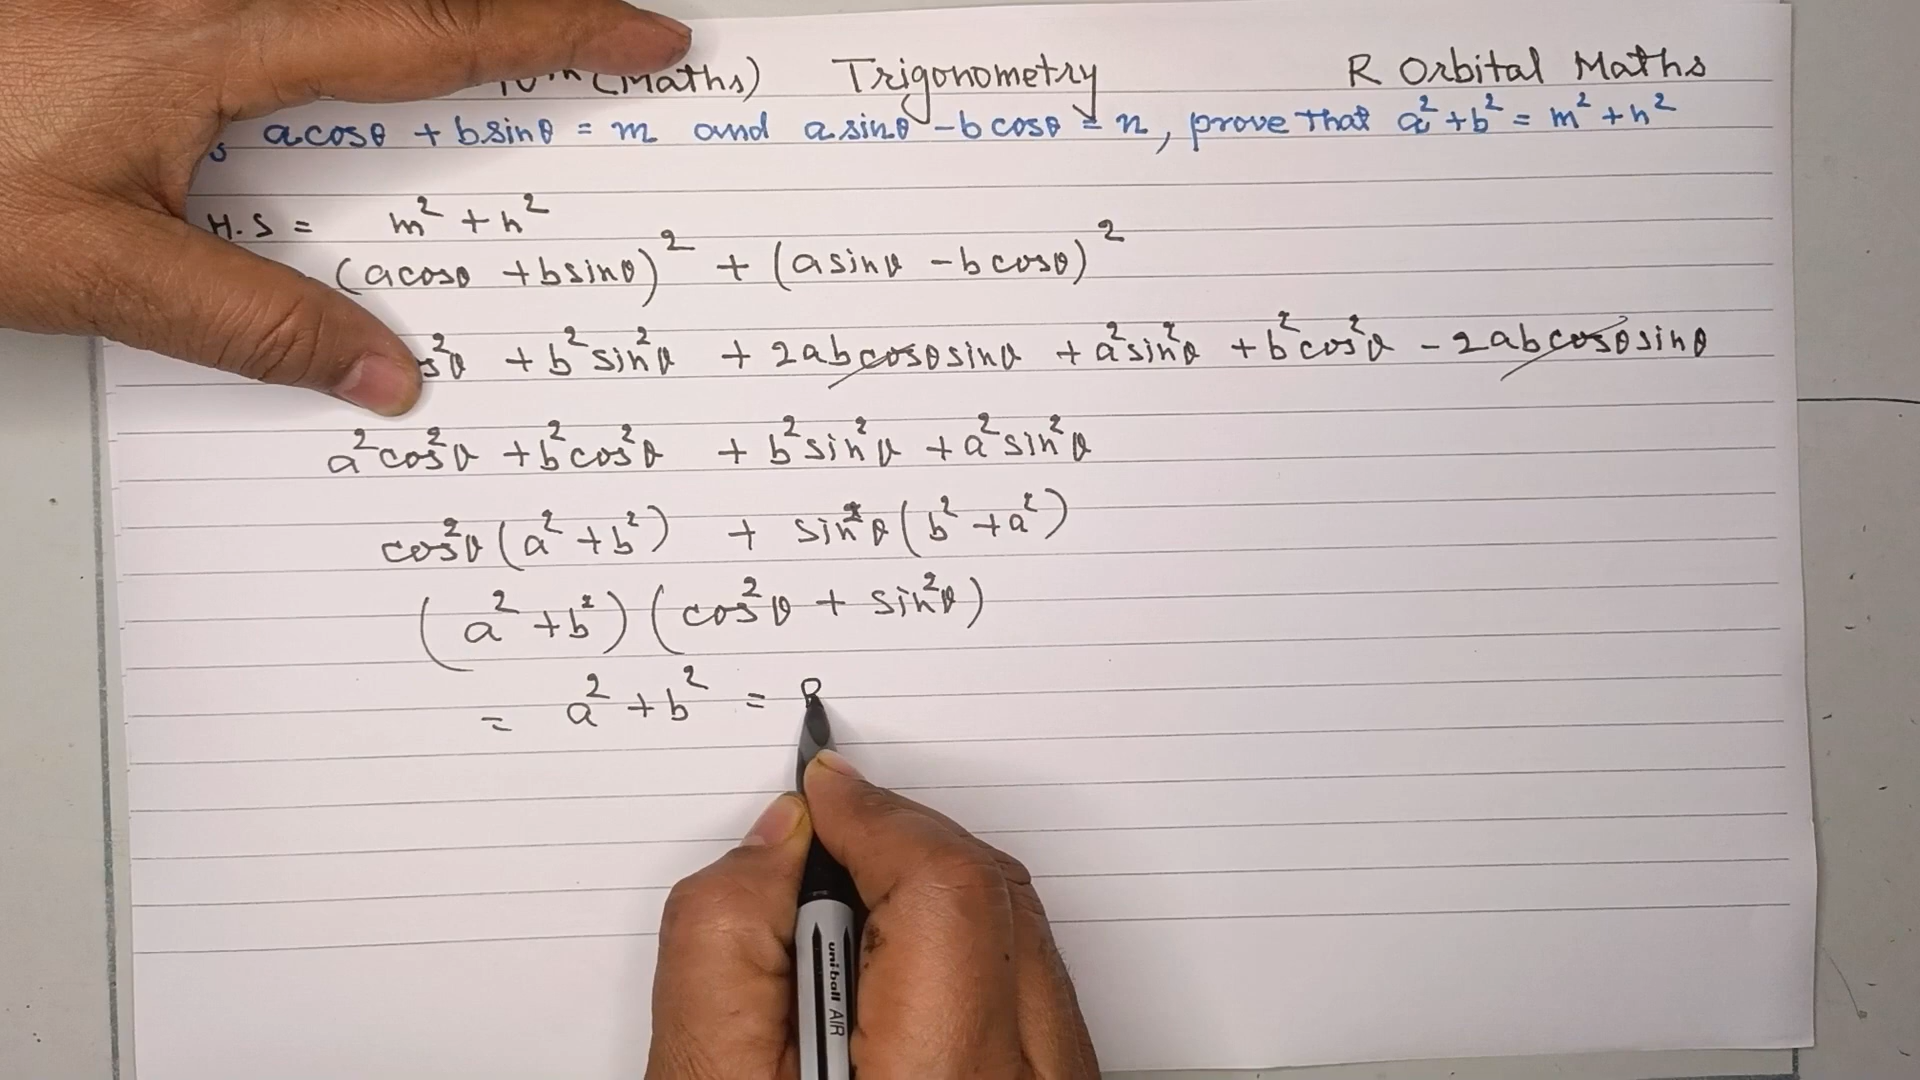 (Maths) Trigonometry R Orbital Maths
acosθ + bsinθ = m and asinθ - bcosθ = n, prove that a² + b² = m² + n²
H.S = m² + n²
(acosθ + bsinθ)² + (asinθ - bcosθ)²
s²θ + b²sin²θ + 2abcosθsinθ + a²sin²θ + b²cos²θ - 2abcosθsinθ
a²cos²θ + b²cos²θ + b²sin²θ + a²sin²θ
cos²θ(a² + b²) + sin²θ(b² + a²)
(a² + b²)(cos²θ + sin²θ)
= a² + b² =
uniball AIR